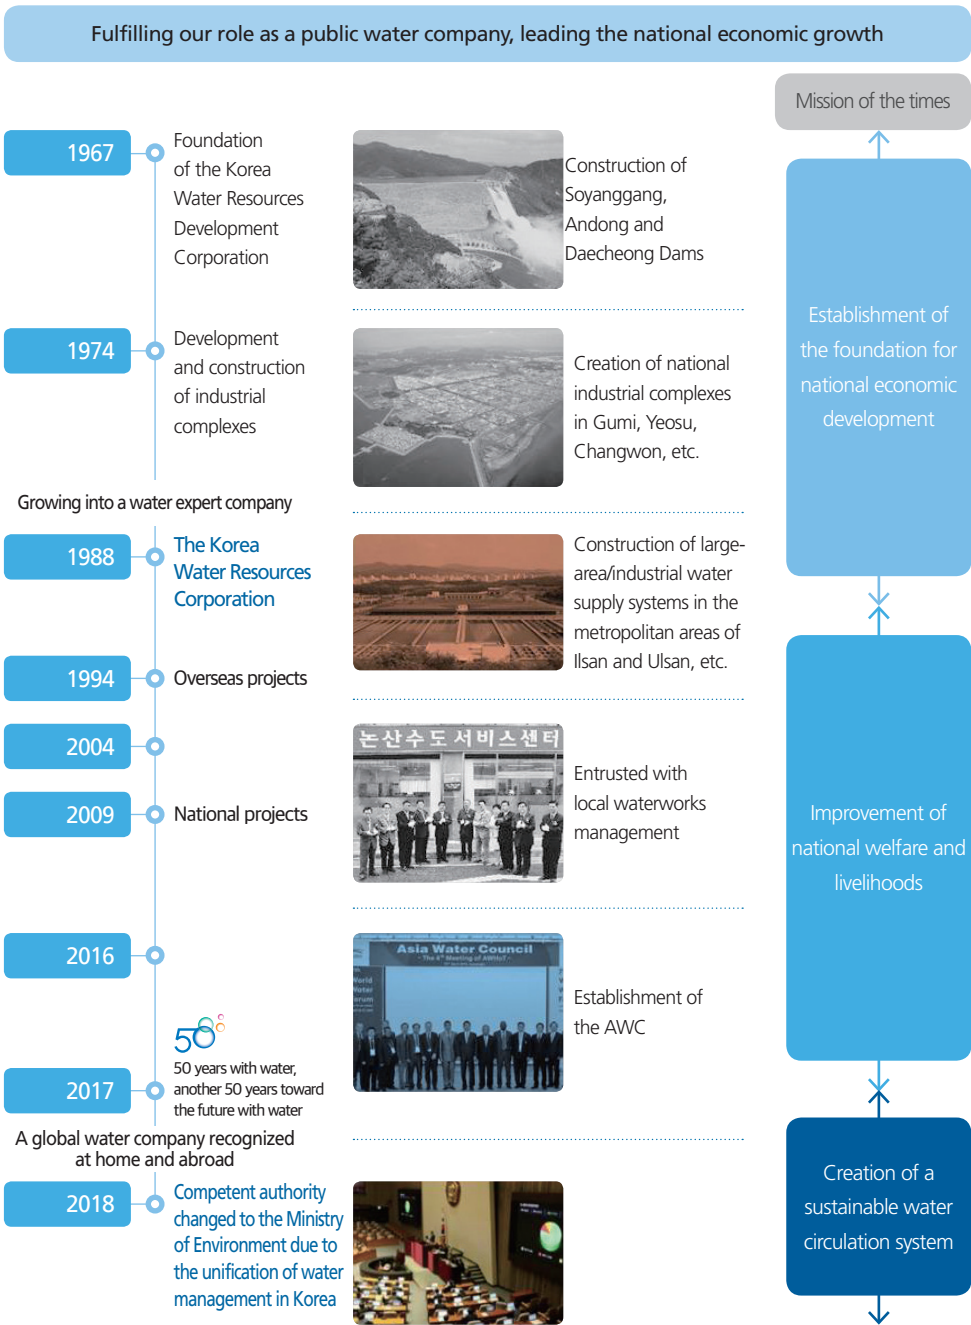 Fulfilling our role as a public water company, leading the national economic growth
Mission of the times
1967
Foundation
of the Korea
Water Resources
Development
Corporation
Construction of
Soyanggang,
Andong and
Daecheong Dams
1974
Development
and construction
of industrial
complexes
Creation of national
industrial complexes
in Gumi, Yeosu,
Changwon, etc.
Establishment of
the foundation for
national economic
development
Growing into a water expert company
1988
The Korea
Water Resources
Corporation
Construction of large-
area/industrial water
supply systems in the
metropolitan areas of
Ilsan and Ulsan, etc.
1994
Overseas projects
2004
2009
National projects
논산수도서비스센터
Entrusted with
local waterworks
management
Improvement of
national welfare and
livelihoods
2016
Asia Water Council
World
Water
Forum
Establishment of
the AWC
50
2017
50 years with water,
another 50 years toward
the future with water
A global water company recognized
at home and abroad
2018
Competent authority
changed to the Ministry
of Environment due to
the unification of water
management in Korea
Creation of a
sustainable water
circulation system